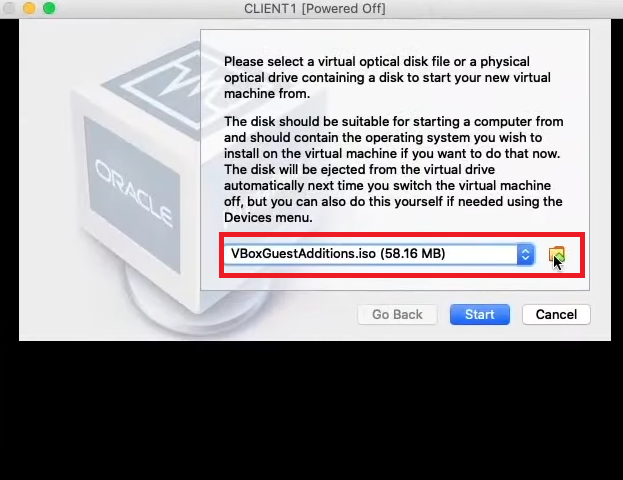 CLIENT1 [Powered Off]
Please select a virtual optical disk file or a physical
optical drive containing a disk to start your new virtual
machine from.
The disk should be suitable for starting a computer from
and should contain the operating system you wish to
install on the virtual machine if you want to do that now.
The disk will be ejected from the virtual drive
automatically next time you switch the virtual machine
off, but you can also do this yourself if needed using the
Devices menu.
ORACLE
VBoxGuestAdditions.iso (58.16 MB)
Go Back
Start
Cancel